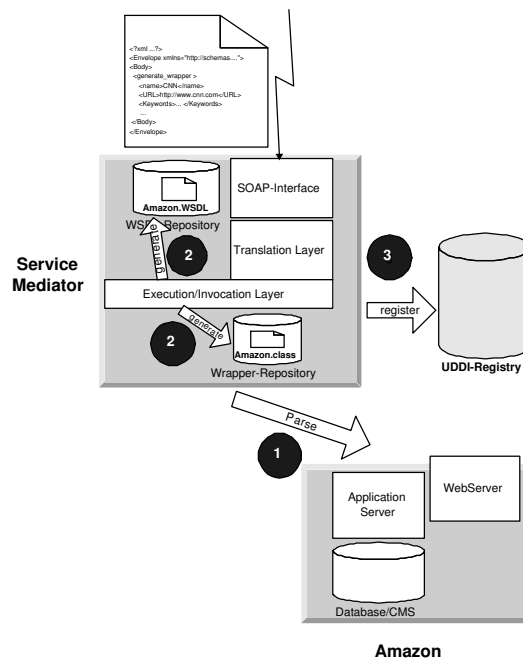 <?xml ...?>
<Envelope xmlns="http://schemas....">
<Body>
<generate_wrapper >
<name>CNN</name>
<URL>http://www.cnn.com</URL>
<Keywords>... </Keywords>
...
</Body>
</Envelope>
SOAP-Interface
Amazon.WSDL
WSDL-Repository
generate
2
Translation Layer
3
Service
Mediator
Execution/Invocation Layer
register
2
generate
Amazon.class
Wrapper-Repository
UDDI-Registry
Parse
1
WebServer
Application
Server
Database/CMS
Amazon